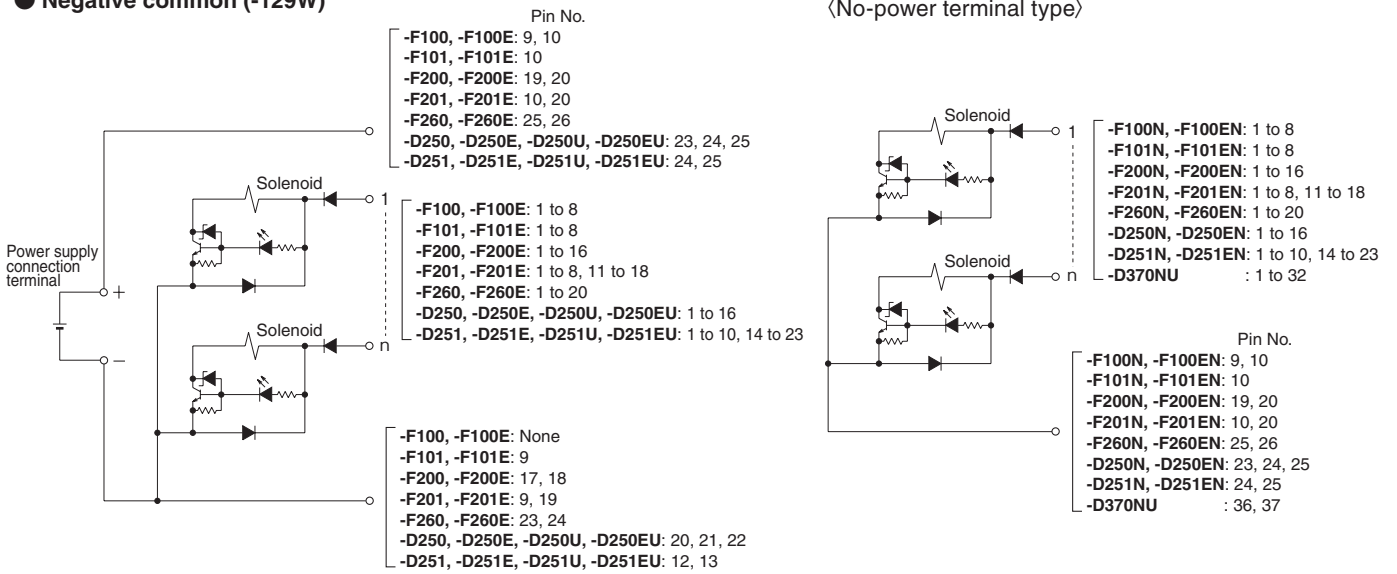 ● Negative common (-129W)
Pin No.
-F100, -F100E: 9, 10
-F101, -F101E: 10
-F200, -F200E: 19, 20
-F201, -F201E: 10, 20
-F260, -F260E: 25, 26
-D250, -D250E, -D250U, -D250EU: 23, 24, 25
-D251, -D251E, -D251U, -D251EU: 24, 25
Solenoid
1
-F100, -F100E: 1 to 8
-F101, -F101E: 1 to 8
-F200, -F200E: 1 to 16
-F201, -F201E: 1 to 8, 11 to 18
-F260, -F260E: 1 to 20
-D250, -D250E, -D250U, -D250EU: 1 to 16
-D251, -D251E, -D251U, -D251EU: 1 to 10, 14 to 23
Power supply
connection
terminal
+
−
Solenoid
n
-F100, -F100E: None
-F101, -F101E: 9
-F200, -F200E: 17, 18
-F201, -F201E: 9, 19
-F260, -F260E: 23, 24
-D250, -D250E, -D250U, -D250EU: 20, 21, 22
-D251, -D251E, -D251U, -D251EU: 12, 13
〈No-power terminal type〉
Solenoid
1
-F100N, -F100EN: 1 to 8
-F101N, -F101EN: 1 to 8
-F200N, -F200EN: 1 to 16
-F201N, -F201EN: 1 to 8, 11 to 18
-F260N, -F260EN: 1 to 20
-D250N, -D250EN: 1 to 16
-D251N, -D251EN: 1 to 10, 14 to 23
-D370NU : 1 to 32
Solenoid
n
Pin No.
-F100N, -F100EN: 9, 10
-F101N, -F101EN: 10
-F200N, -F200EN: 19, 20
-F201N, -F201EN: 10, 20
-F260N, -F260EN: 25, 26
-D250N, -D250EN: 23, 24, 25
-D251N, -D251EN: 24, 25
-D370NU : 36, 37